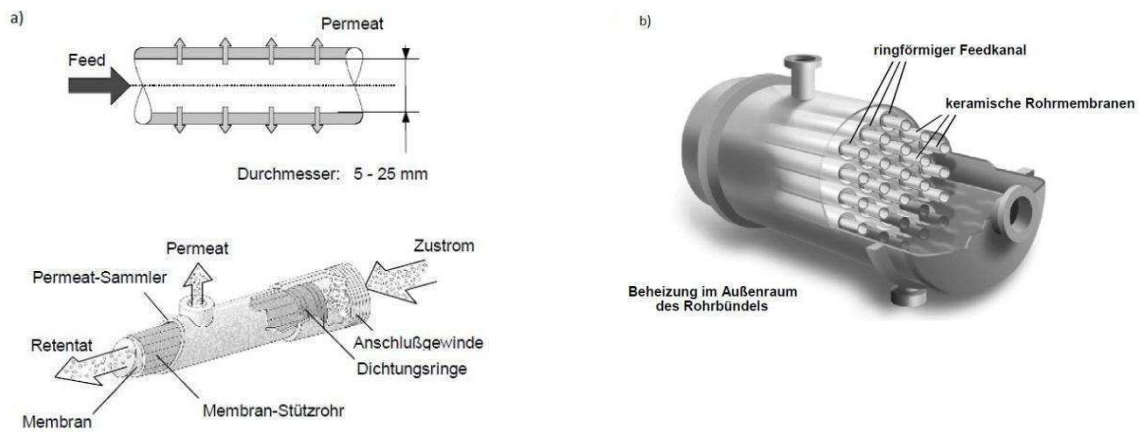 a)
Permeat
Feed
Durchmesser: 5 - 25 mm
Permeat
Zustrom
Permeat-Sammler
Retentat
Anschlußgewinde
Dichtungsringe
Membran-Stützrohr
Membran
b)
ringförmiger Feedkanal
keramische Rohrmembranen
Beheizung im Außenraum
des Rohrbündels